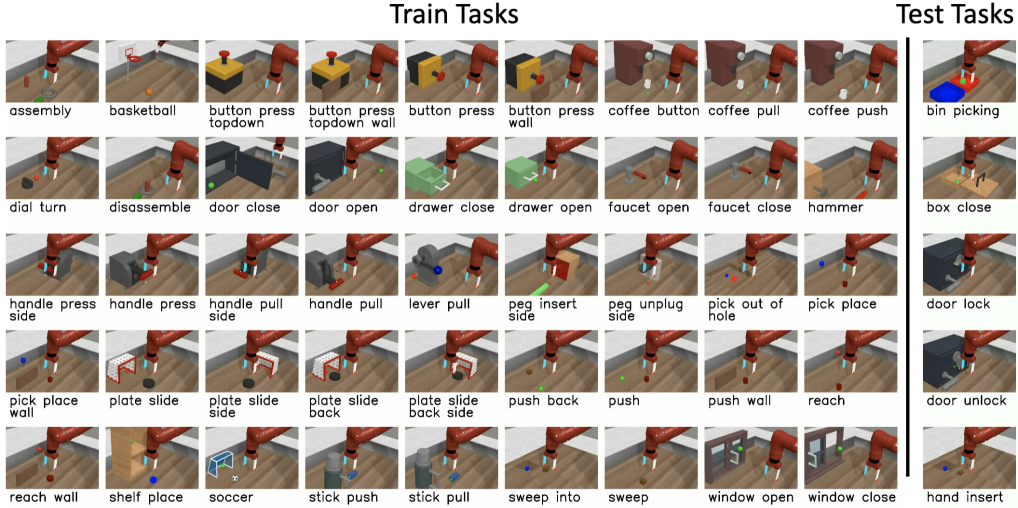 Train Tasks
Test Tasks
assembly
basketball
button press
topdown
button press
topdown wall
button press
button press
wall
coffee button
coffee pull
coffee push
bin picking
dial turn
disassemble
door close
door open
drawer close
drawer open
faucet open
faucet close
hammer
box close
handle press
side
handle press
handle pull
side
handle pull
lever pull
peg insert
side
peg unplug
side
pick out of
hole
pick place
door lock
pick place
wall
plate slide
plate slide
side
plate slide
back
plate slide
back side
push back
push
push wall
reach
door unlock
reach wall
shelf place
soccer
stick push
stick pull
sweep into
sweep
window open
window close
hand insert